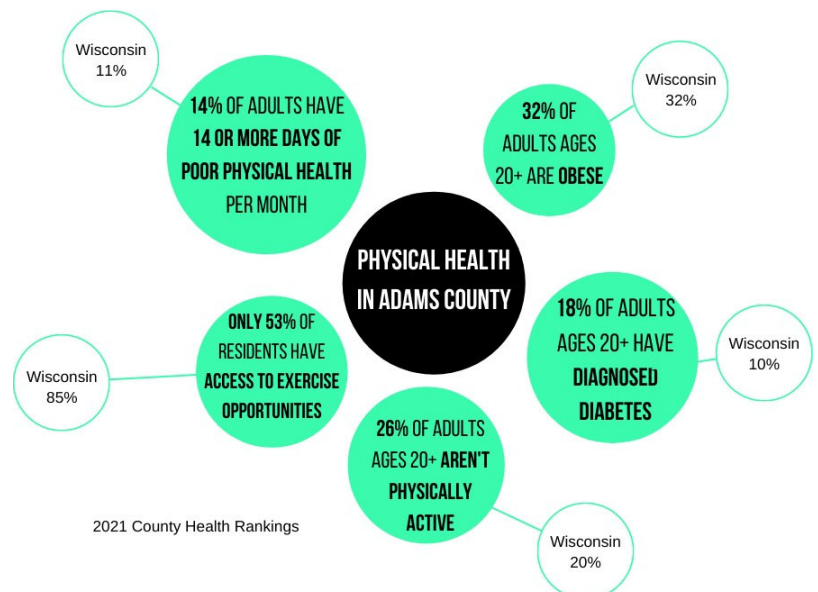 Wisconsin
11%
14% OF ADULTS HAVE
14 OR MORE DAYS OF
POOR PHYSICAL HEALTH
PER MONTH
32% OF
ADULTS AGES
20+ ARE OBESE
Wisconsin
32%
PHYSICAL HEALTH
IN ADAMS COUNTY
ONLY 53% OF
RESIDENTS HAVE
ACCESS TO EXERCISE
OPPORTUNITIES
Wisconsin
85%
18% OF ADULTS
AGES 20+ HAVE
DIAGNOSED
DIABETES
Wisconsin
10%
26% OF ADULTS
AGES 20+ AREN'T
PHYSICALLY
ACTIVE
Wisconsin
20%
2021 County Health Rankings